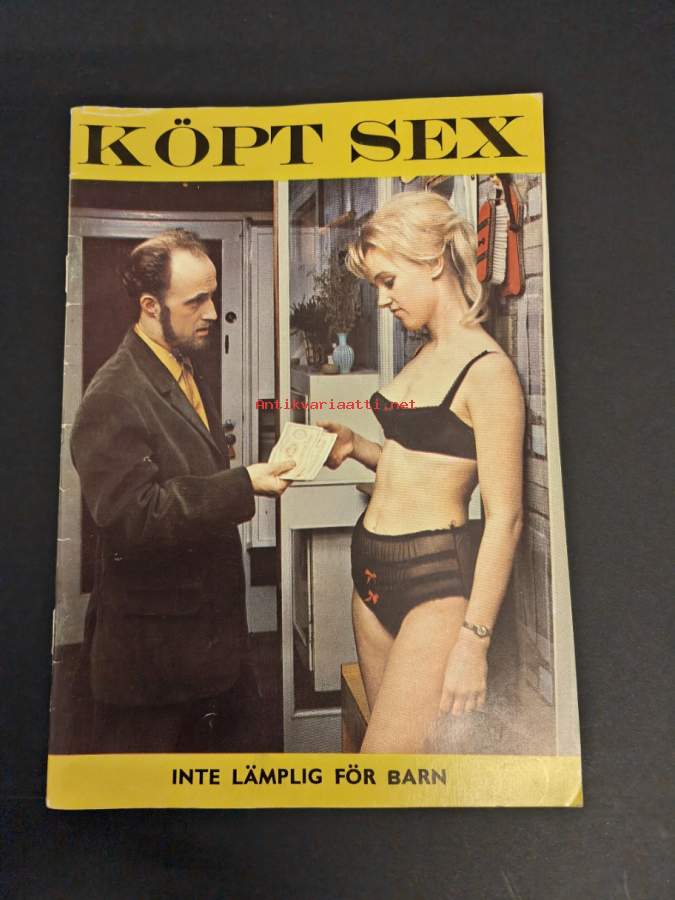 KÖPT SEX
Antikvariaatti.net
INTE LÄMPLIG FÖR BARN